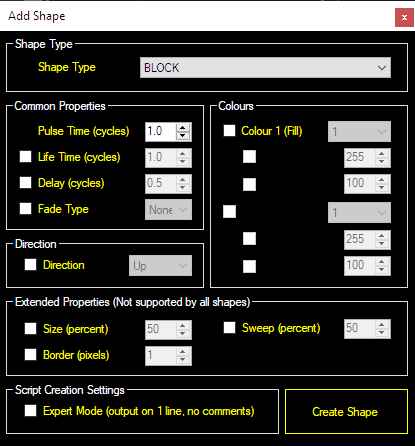 Add Shape
x
Shape Type
Shape Type
BLOCK
Common Properties
Pulse Time (cycles)
1.0
Life Time (cycles)
1.0
Delay (cycles)
0.5
Fade Type
None
Colours
Colour 1 (Fill)
1
255
100
1
255
100
Direction
Direction
Up
Extended Properties (Not supported by all shapes)
Size (percent)
50
Sweep (percent)
50
Border (pixels)
1
Script Creation Settings
Expert Mode (output on 1 line, no comments)
Create Shape